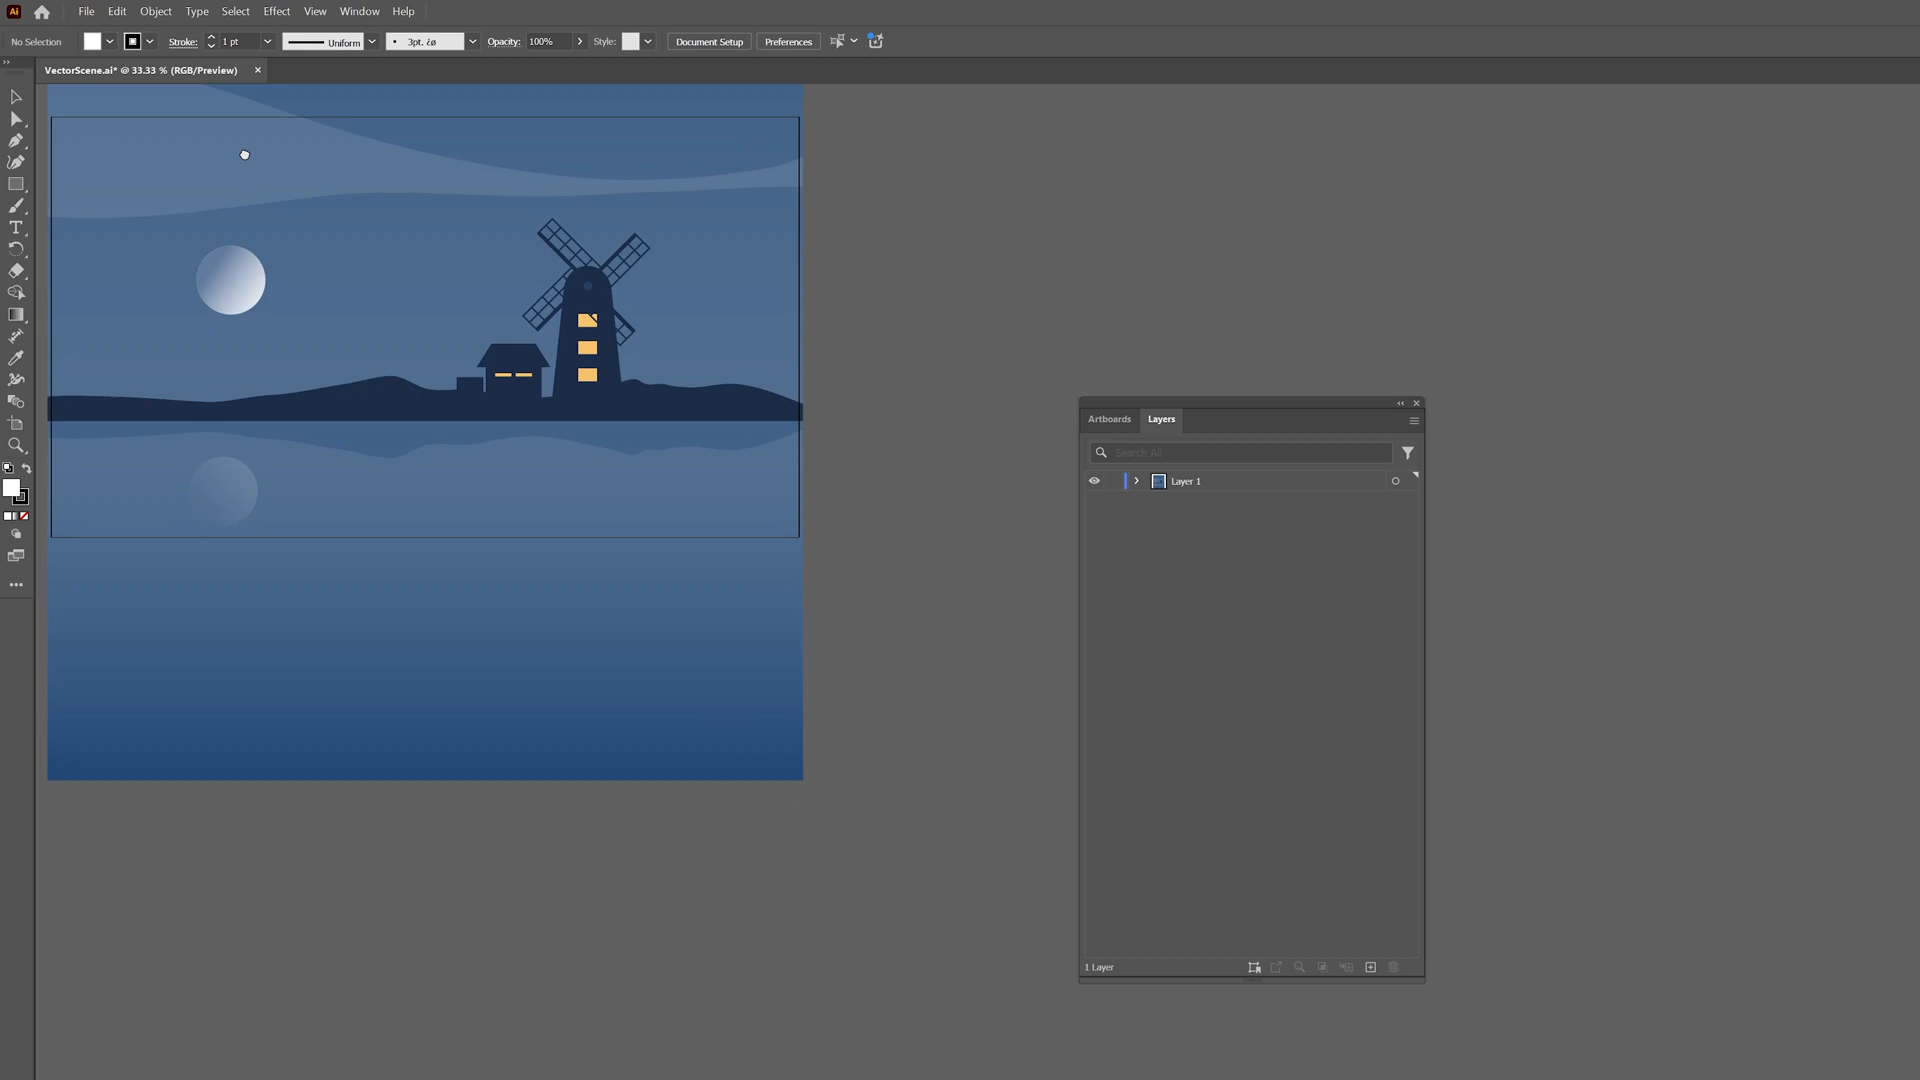 Ai File Edit Object Type Select Effect View Window Help
No Selection Stroke: 1 pt Uniform 3pt. ¿ø Opacity: 100% Style: Document Setup Preferences
VectorScene.ai* @ 33.33 % (RGB/Preview)
Artboards Layers
Search All
Layer 1
1 Layer